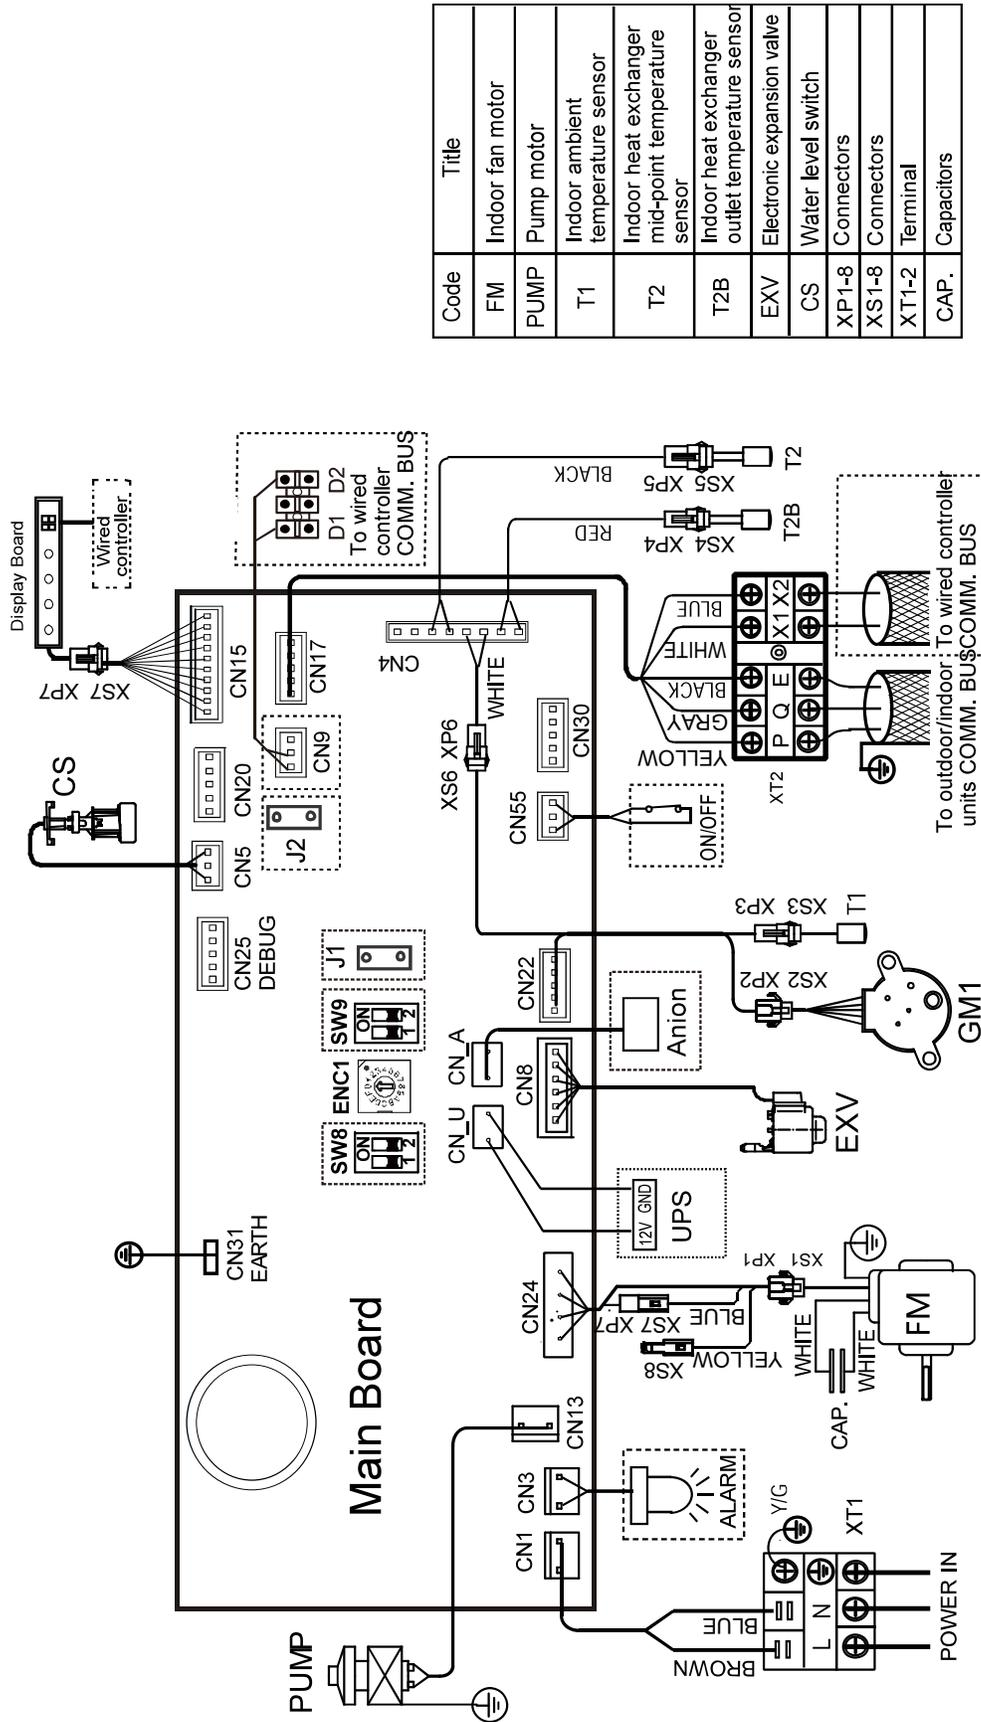 Code Title
FM Indoor fan motor
PUMP Pump motor
T1 Indoor ambient
temperature sensor
T2 Indoor heat exchanger
mid-point temperature
sensor
T2B Indoor heat exchanger
outlet temperature sensor
EXV Electronic expansion valve
CS Water level switch
XP1-8 Connectors
XS1-8 Connectors
XT1-2 Terminal
CAP. Capacitors
Display Board
Wired
controller
XP7 XS7
CS
CN15
CN20
CN5
CN25
DEBUG
CN31
EARTH
CN17
CN9
J2
D1 D2
To wired
controller
COMM. BUS
J1
SW9
ON
1 2
ENC1
SW8
ON
1 2
Main Board
CN4
WHITE
XS6 XP6
CN30
CN55
ON/OFF
CN22
CN_A
Anion
CN8
CN_U
12V GND
UPS
CN24
CN13
CN3
CN1
PUMP
ALARM
BLACK
XP5 XS5
T2
RED
XP4 XS4
T2B
BLUE
WHITE
BLACK
GRAY
YELLOW
P Q E X1 X2
XT2
To wired controller
COMM. BUS
To outdoor/indoor
units COMM. BUS
XP3 XS3
T1
XP2 XS2
GM1
EXV
XP7 XS7
BLUE
XS8
YELLOW
XP1 XS1
WHITE
WHITE
CAP.
FM
Y/G
XT1
BLUE
BROWN
L N
POWER IN